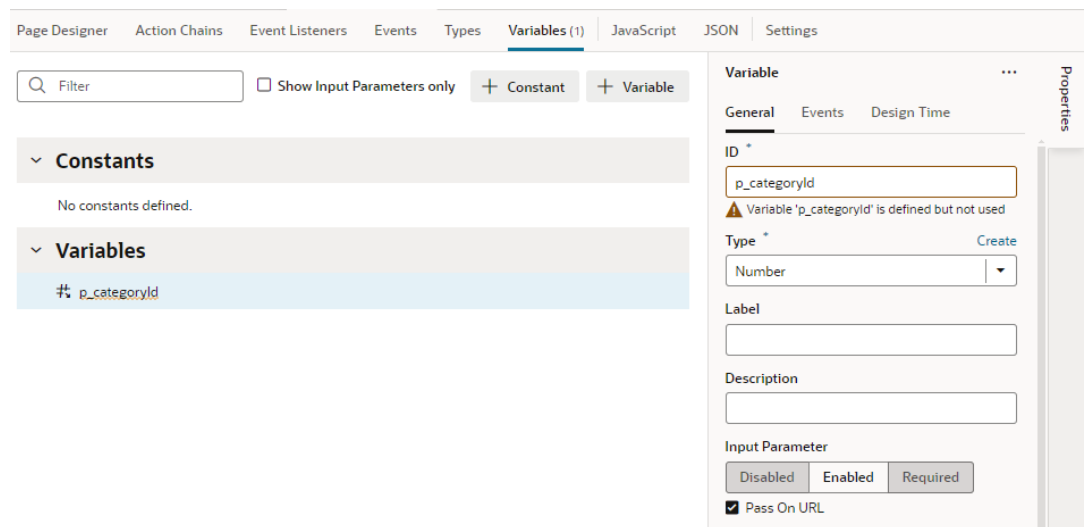 Page Designer Action Chains Event Listeners Events Types Variables (1) JavaScript JSON Settings
Filter
Show Input Parameters only
+ Constant
+ Variable
Constants
No constants defined.
Variables
p_categoryId
Variable
...
Properties
General Events Design Time
ID *
p_categoryId
Variable 'p_categoryId' is defined but not used
Type * Create
Number
Label
Description
Input Parameter
Disabled Enabled Required
Pass On URL